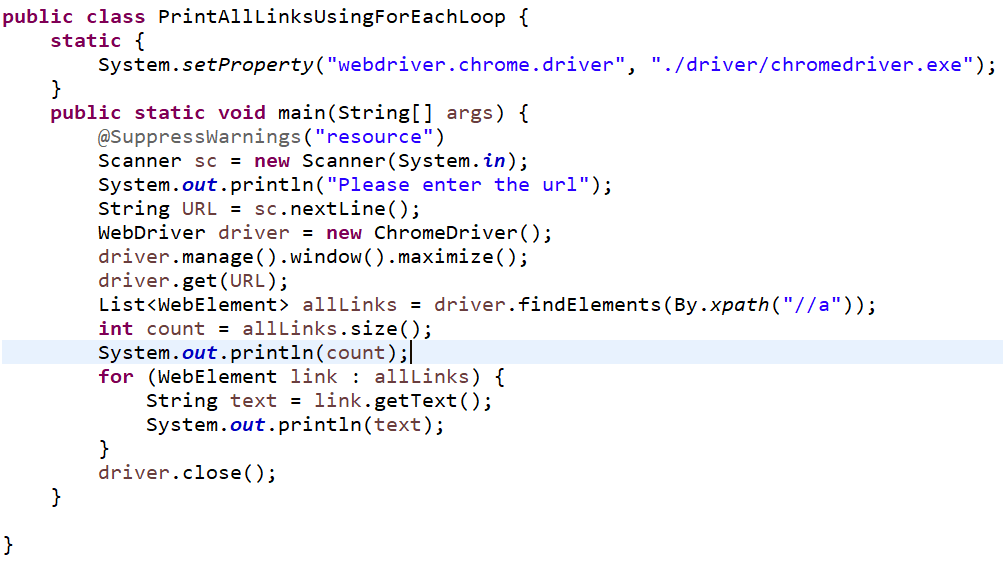 public class PrintAllLinksUsingForEachLoop {
    static {
        System.setProperty("webdriver.chrome.driver", "./driver/chromedriver.exe");
    }
    public static void main(String[] args) {
        @SuppressWarnings("resource")
        Scanner sc = new Scanner(System.in);
        System.out.println("Please enter the url");
        String URL = sc.nextLine();
        WebDriver driver = new ChromeDriver();
        driver.manage().window().maximize();
        driver.get(URL);
        List<WebElement> allLinks = driver.findElements(By.xpath("//a"));
        int count = allLinks.size();
        System.out.println(count);
        for (WebElement link : allLinks) {
            String text = link.getText();
            System.out.println(text);
        }
        driver.close();
    }

}